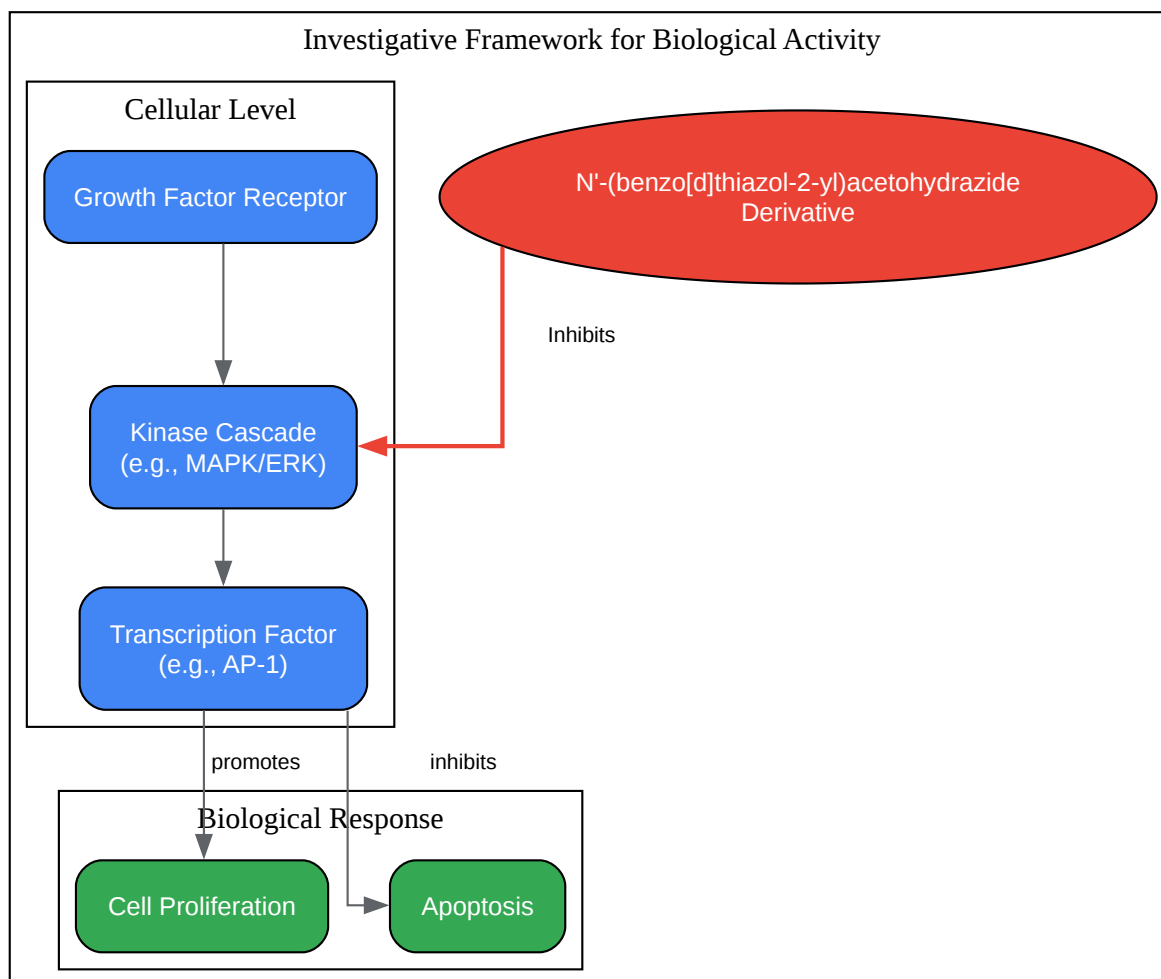 Investigative Framework for Biological Activity
Cellular Level
Growth Factor Receptor
N'-(benzo[d]thiazol-2-yl)acetohydrazide
Derivative
Inhibits
Kinase Cascade
(e.g., MAPK/ERK)
Transcription Factor
(e.g., AP-1)
promotes
inhibits
Biological Response
Cell Proliferation
Apoptosis